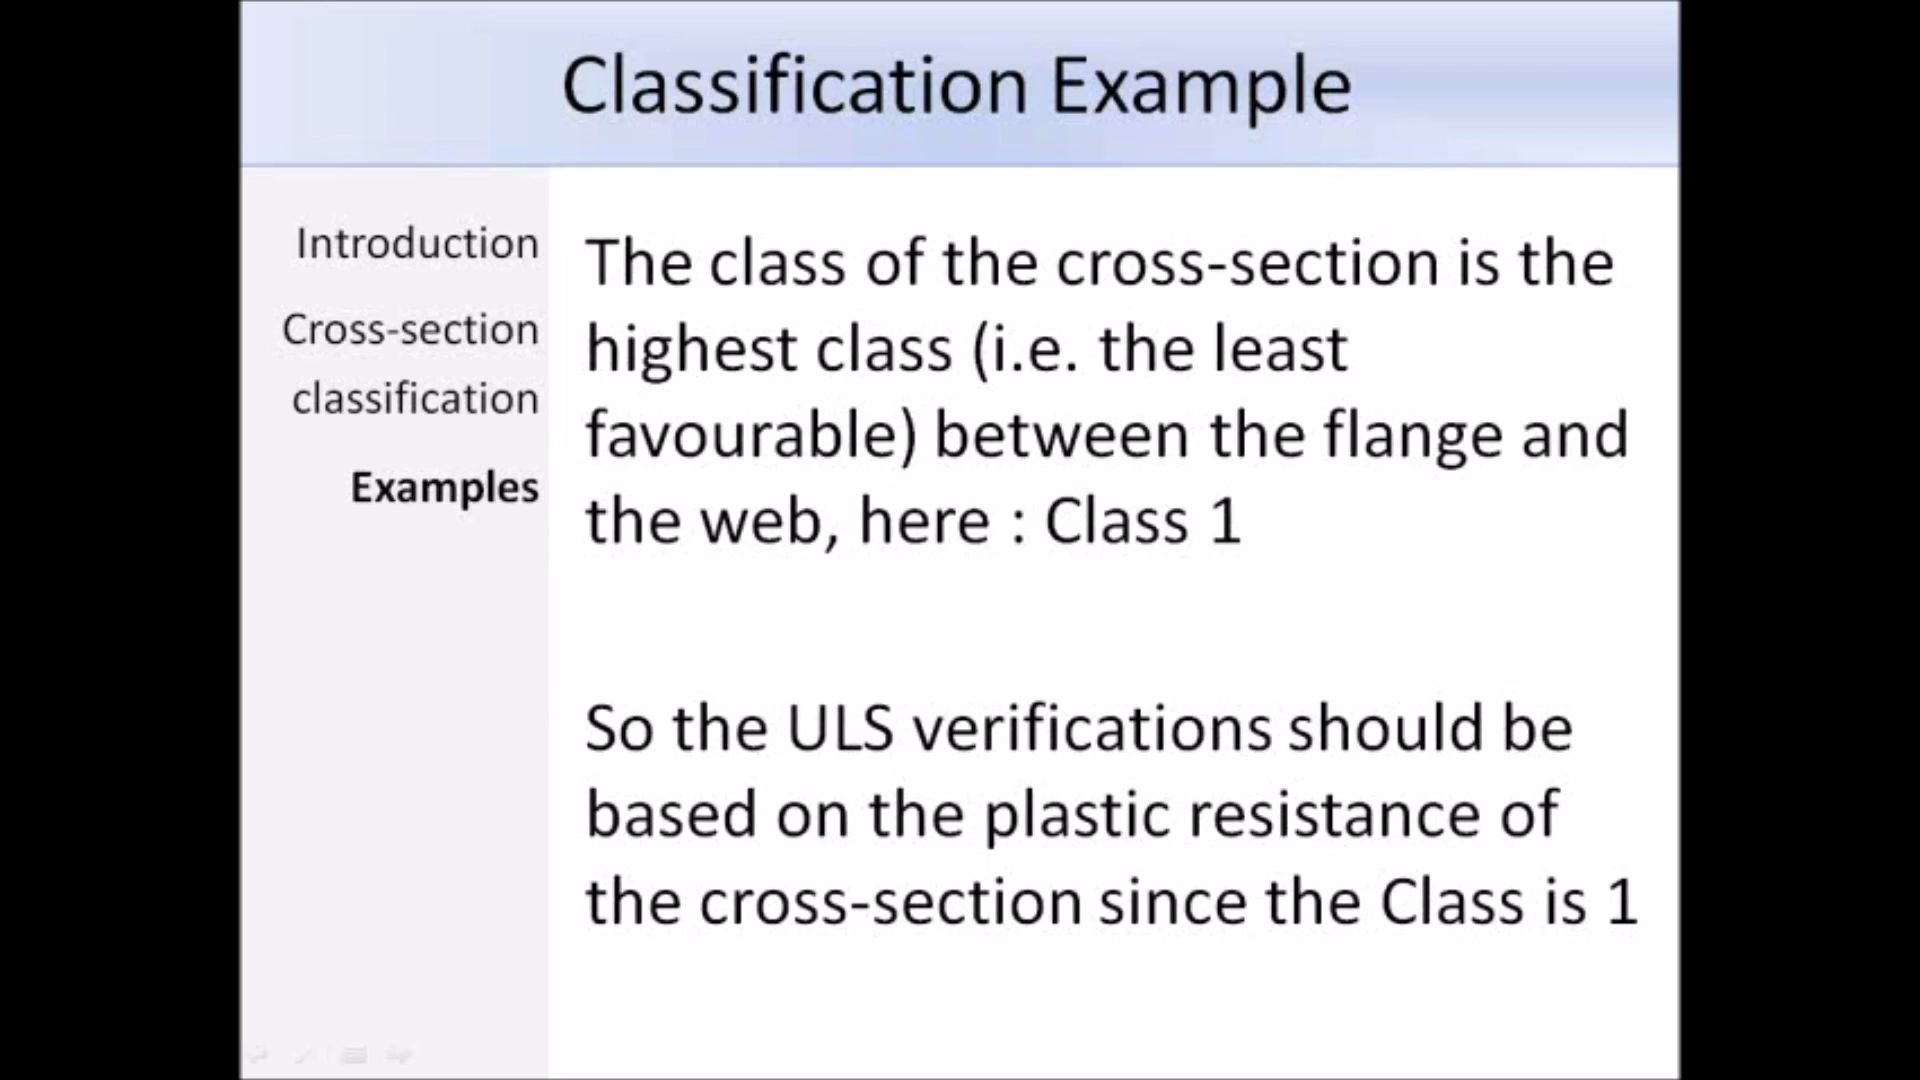 Classification Example
Introduction
Cross-section
classification
Examples
The class of the cross-section is the
highest class (i.e. the least
favourable) between the flange and
the web, here : Class 1
So the ULS verifications should be
based on the plastic resistance of
the cross-section since the Class is 1